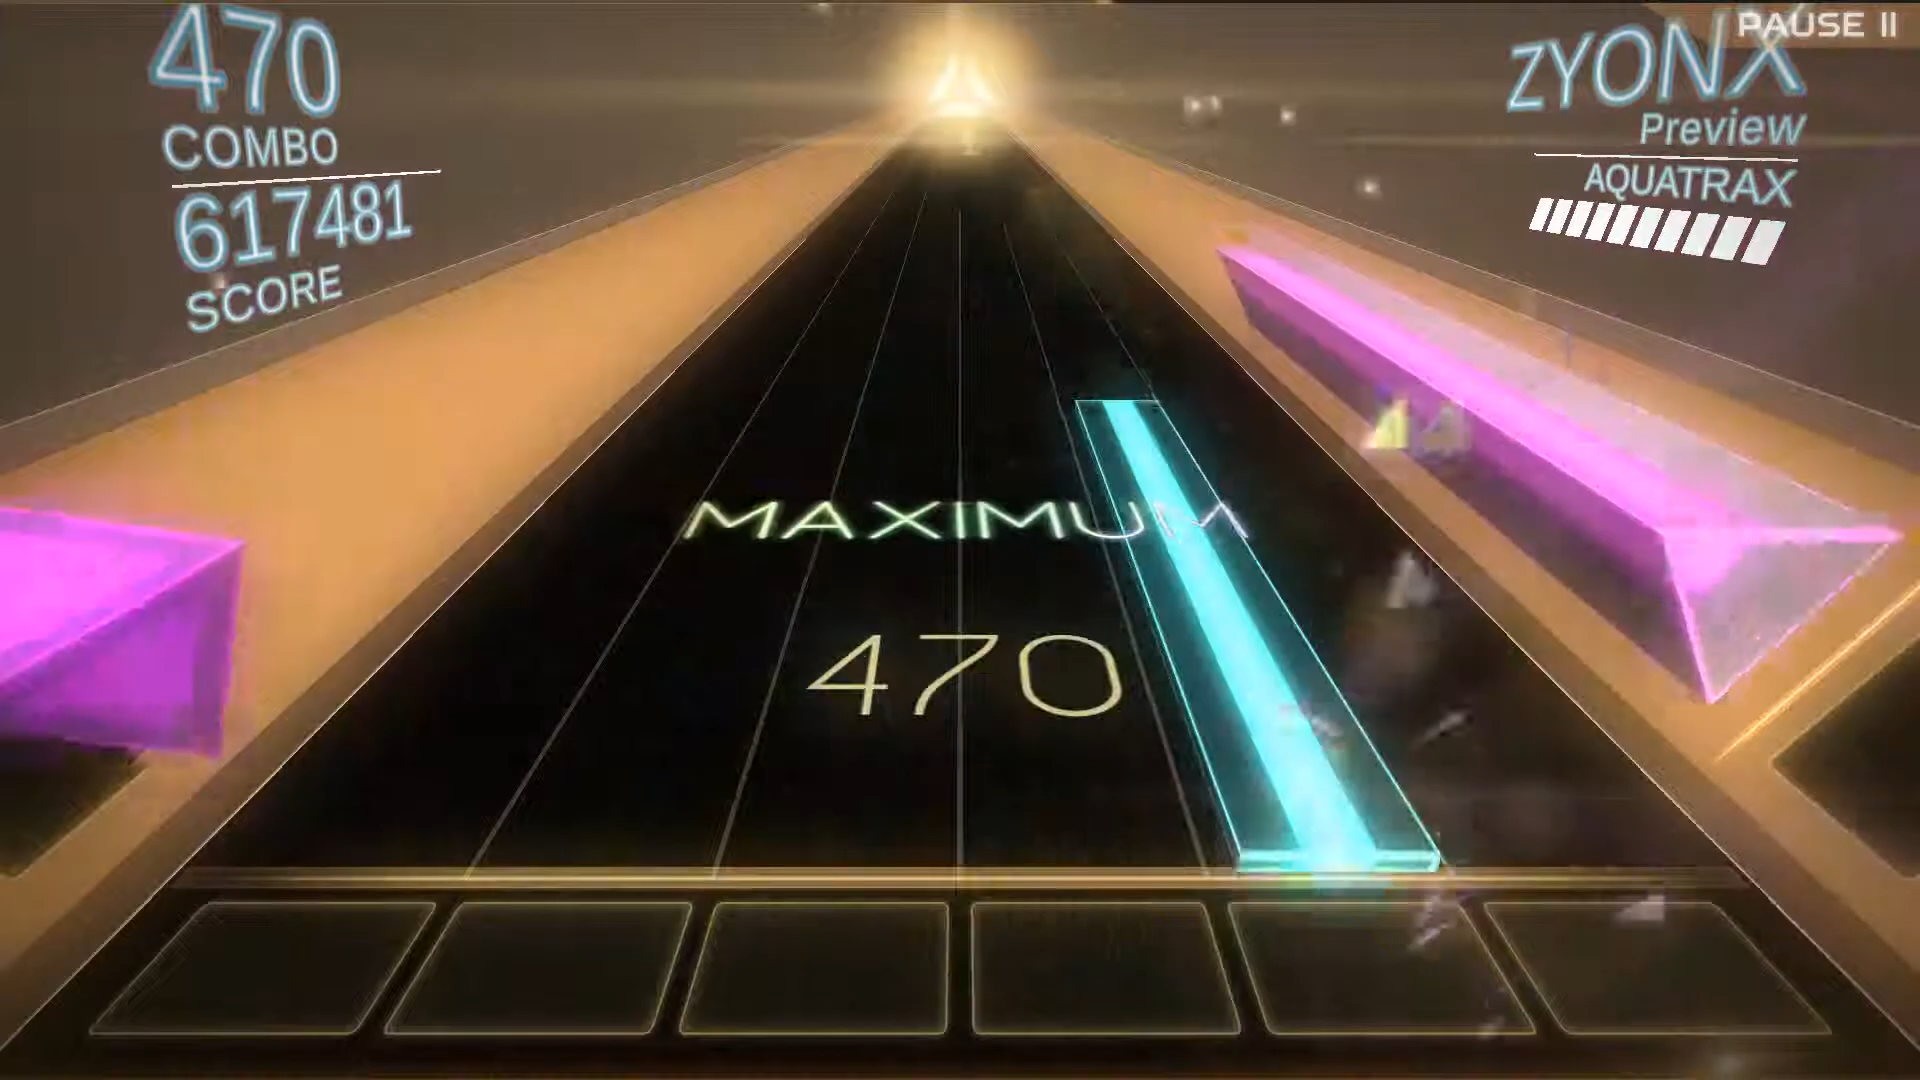 470
COMBO
617481
SCORE
PAUSE II
ZYONX
Preview
AQUATRAX
MAXIMUM
470